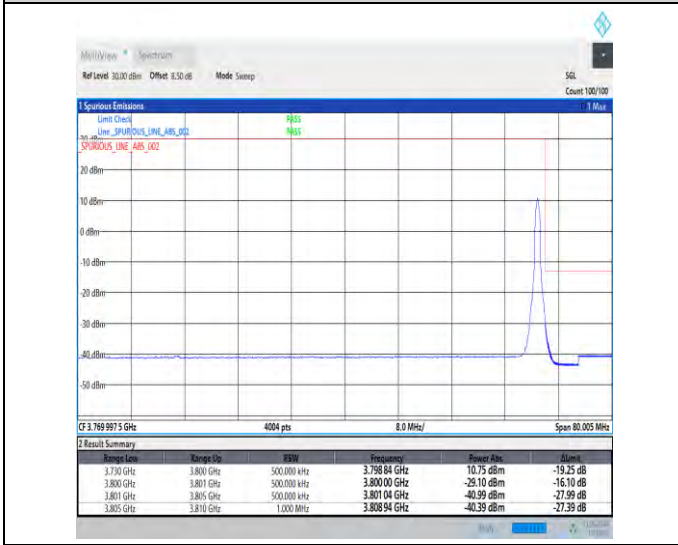 MultiView Spectrum
Ref Level 30.00 dBm Offset 8.50 dB Mode Sweep SGL
Count 100/100
1 Spurious Emissions 1 Max
Limit Check PASS
Line _SPURIOUS_LINE_ABS_002 PASS
_SPURIOUS_LINE_ABS_002
20 dBm
10 dBm
0 dBm
-10 dBm
-20 dBm
-30 dBm
-40 dBm
-50 dBm
CF 3.769 997 5 GHz 4004 pts 8.0 MHz/ Span 80.005 MHz
2 Result Summary
Range Low Range Up RBW Frequency Power Abs ΔLimit
3.730 GHz 3.800 GHz 500.000 kHz 3.798 84 GHz 10.75 dBm -19.25 dB
3.800 GHz 3.801 GHz 500.000 kHz 3.800 00 GHz -29.10 dBm -16.10 dB
3.801 GHz 3.805 GHz 500.000 kHz 3.801 04 GHz -40.99 dBm -27.99 dB
3.805 GHz 3.810 GHz 1.000 MHz 3.808 94 GHz -40.39 dBm -27.39 dB